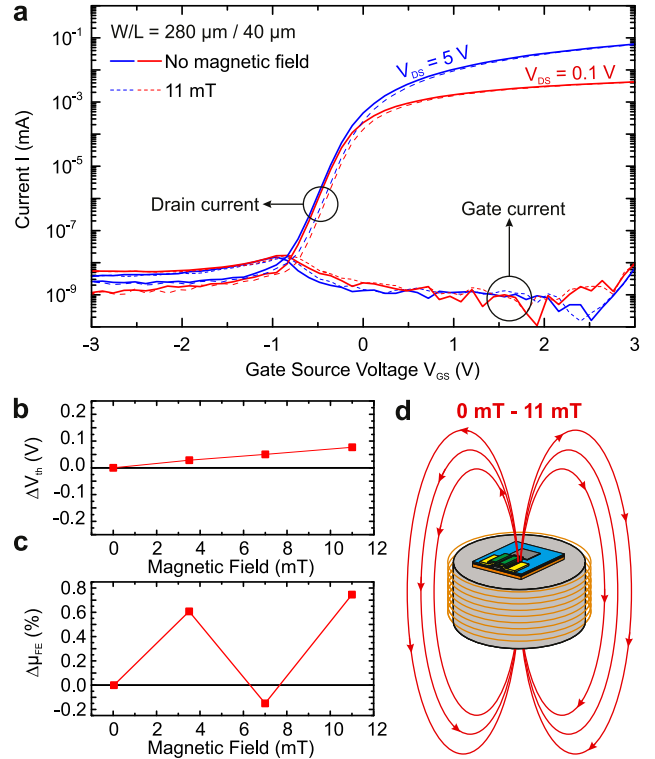 a
W/L = 280 µm / 40 µm
No magnetic field
11 mT
V_DS = 5 V
V_DS = 0.1 V
Drain current
Gate current
Current I (mA)
10⁻¹
10⁻³
10⁻⁵
10⁻⁷
10⁻⁹
-3 -2 -1 0 1 2 3
Gate Source Voltage V_GS (V)
b
ΔV_th (V)
0.2
0.1
0.0
-0.1
-0.2
0 2 4 6 8 10 12
Magnetic Field (mT)
c
Δµ_FE (%)
0.8
0.6
0.4
0.2
0.0
-0.2
0 2 4 6 8 10 12
Magnetic Field (mT)
d
0 mT - 11 mT